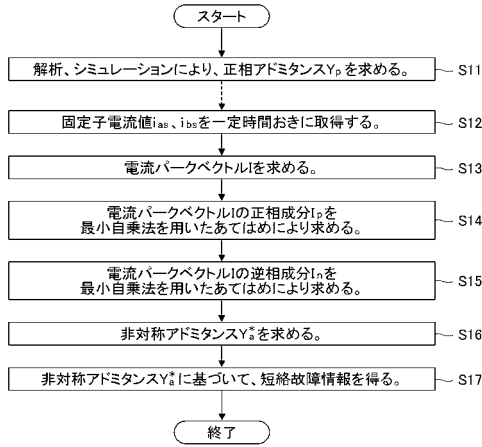 スタート
解析、シミュレーションにより、正相アドミタンスYpを求める。
S11
固定子電流値ias、ibsを一定時間おきに取得する。
S12
電流パークベクトルIを求める。
S13
電流パークベクトルIの正相成分Ipを
最小自乗法を用いたあてはめにより求める。
S14
電流パークベクトルIの逆相成分Inを
最小自乗法を用いたあてはめにより求める。
S15
非対称アドミタンスYa*を求める。
S16
非対称アドミタンスYa*に基づいて、短絡故障情報を得る。
S17
終了